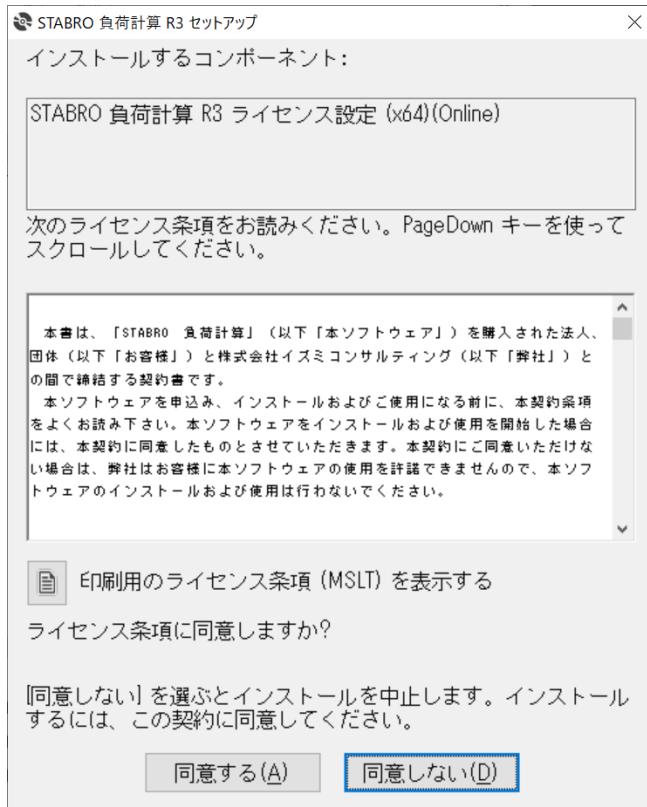 STABRO 負荷計算 R3 セットアップ
インストールするコンポーネント:
STABRO 負荷計算 R3 ライセンス設定 (x64)(Online)
次のライセンス条項をお読みください。PageDown キーを使って
スクロールしてください。
本書は、「STABRO 負荷計算」（以下「本ソフトウェア」）を購入された法人、
団体（以下「お客様」）と株式会社イズミコンサルティング（以下「弊社」）と
の間で締結する契約書です。
本ソフトウェアを申込み、インストールおよびご使用になる前に、本契約条項
をよくお読み下さい。本ソフトウェアをインストールおよび使用を開始した場合
には、本契約に同意したものとさせていただきます。本契約にご同意いただけな
い場合は、弊社はお客様に本ソフトウェアの使用を許諾できませんので、本ソフ
トウェアのインストールおよび使用は行わないでください。
印刷用のライセンス条項 (MSLT) を表示する
ライセンス条項に同意しますか?
[同意しない] を選ぶとインストールを中止します。インストール
するには、この契約に同意してください。
同意する(A)
同意しない(D)